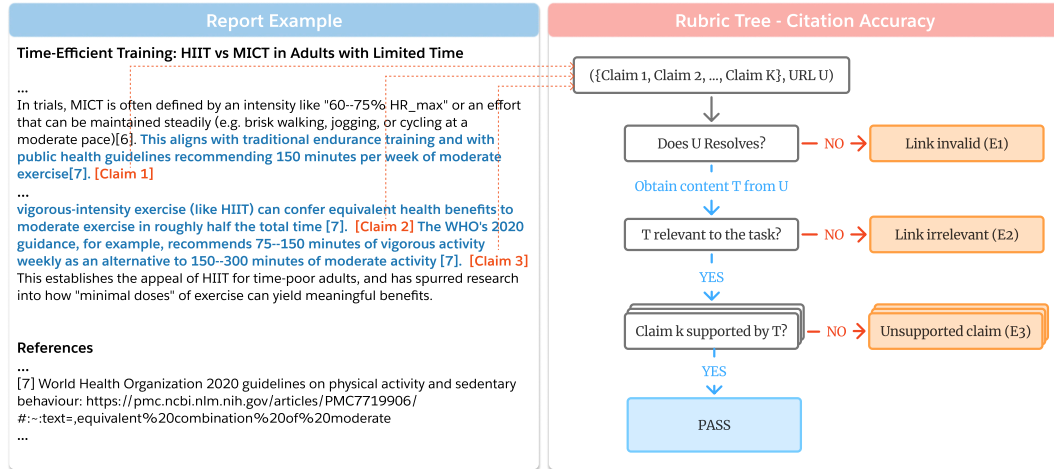 Report Example
Time-Efficient Training: HIIT vs MICT in Adults with Limited Time
...
In trials, MICT is often defined by an intensity like "60--75% HR_max" or an effort
that can be maintained steadily (e.g. brisk walking, jogging, or cycling at a
moderate pace)[6]. This aligns with traditional endurance training and with
public health guidelines recommending 150 minutes per week of moderate
exercise[7]. [Claim 1]
...
vigorous-intensity exercise (like HIIT) can confer equivalent health benefits to
moderate exercise in roughly half the total time [7]. [Claim 2] The WHO's 2020
guidance, for example, recommends 75--150 minutes of vigorous activity
weekly as an alternative to 150--300 minutes of moderate activity [7]. [Claim 3]
This establishes the appeal of HIIT for time-poor adults, and has spurred research
into how "minimal doses" of exercise can yield meaningful benefits.
References
...
[7] World Health Organization 2020 guidelines on physical activity and sedentary
behaviour: https://pmc.ncbi.nlm.nih.gov/articles/PMC7719906/
#:~:text=,equivalent%20combination%20of%20moderate
...
Rubric Tree - Citation Accuracy
({Claim 1, Claim 2, ..., Claim K}, URL U)
Does U Resolves?
NO
Link invalid (E1)
Obtain content T from U
T relevant to the task?
NO
Link irrelevant (E2)
YES
Claim k supported by T?
NO
Unsupported claim (E3)
YES
PASS